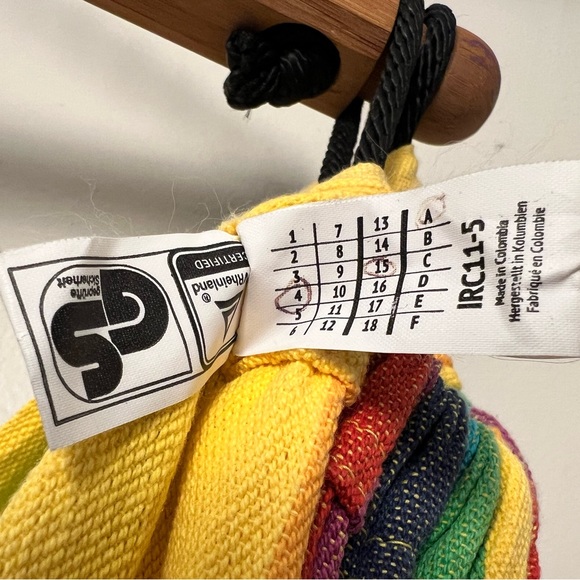 geprüfte
Sicherheit
GS
TÜVRheinland®
CERTIFIED
1 7 13 A
2 8 14 B
3 9 15 C
4 10 16 D
5 11 17 E
6 12 18 F
IRC11-5
Made in Colombia
Hergestellt in Kolumbien
Fabriqué en Colombie